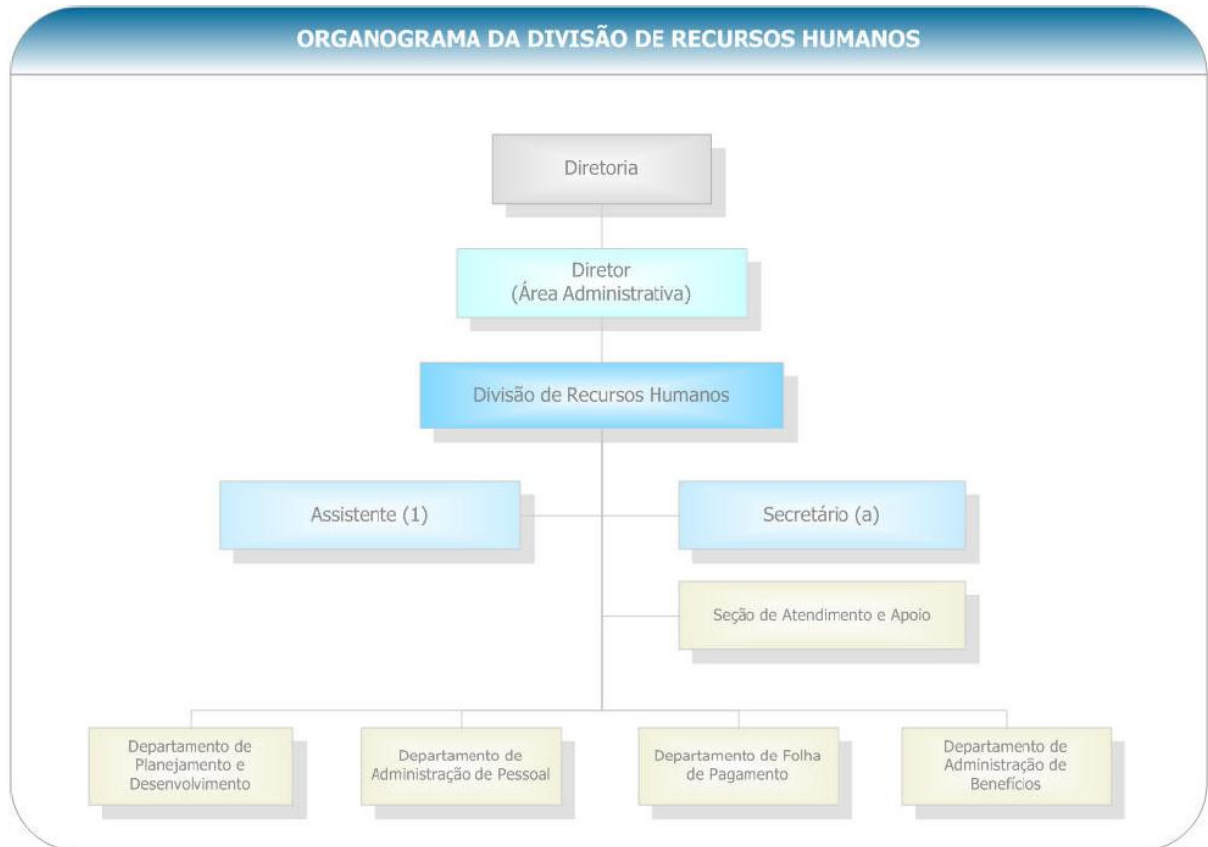 ORGANOGRAMA DA DIVISÃO DE RECURSOS HUMANOS
Diretoria
Diretor
(Área Administrativa)
Divisão de Recursos Humanos
Assistente (1)
Secretário (a)
Seção de Atendimento e Apoio
Departamento de
Planejamento e
Desenvolvimento
Departamento de
Administração de Pessoal
Departamento de Folha
de Pagamento
Departamento de
Administração de
Benefícios